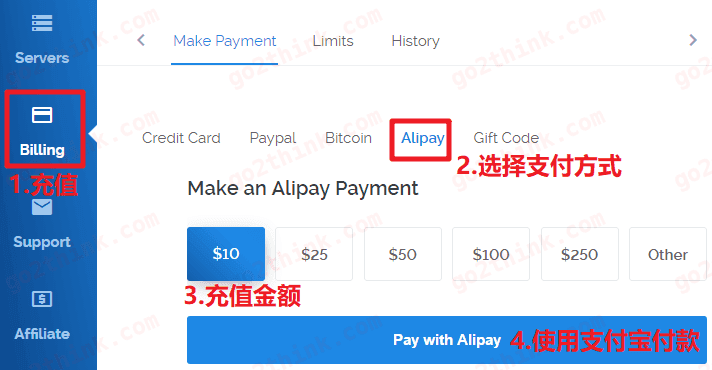 Make Payment Limits History
Servers
Billing
1.充值
Credit Card Paypal Bitcoin Alipay Gift Code
2.选择支付方式
Make an Alipay Payment
Support
$10 $25 $50 $100 $250 Other
3.充值金额
Affiliate
Pay with Alipay 4.使用支付宝付款
go2think.com